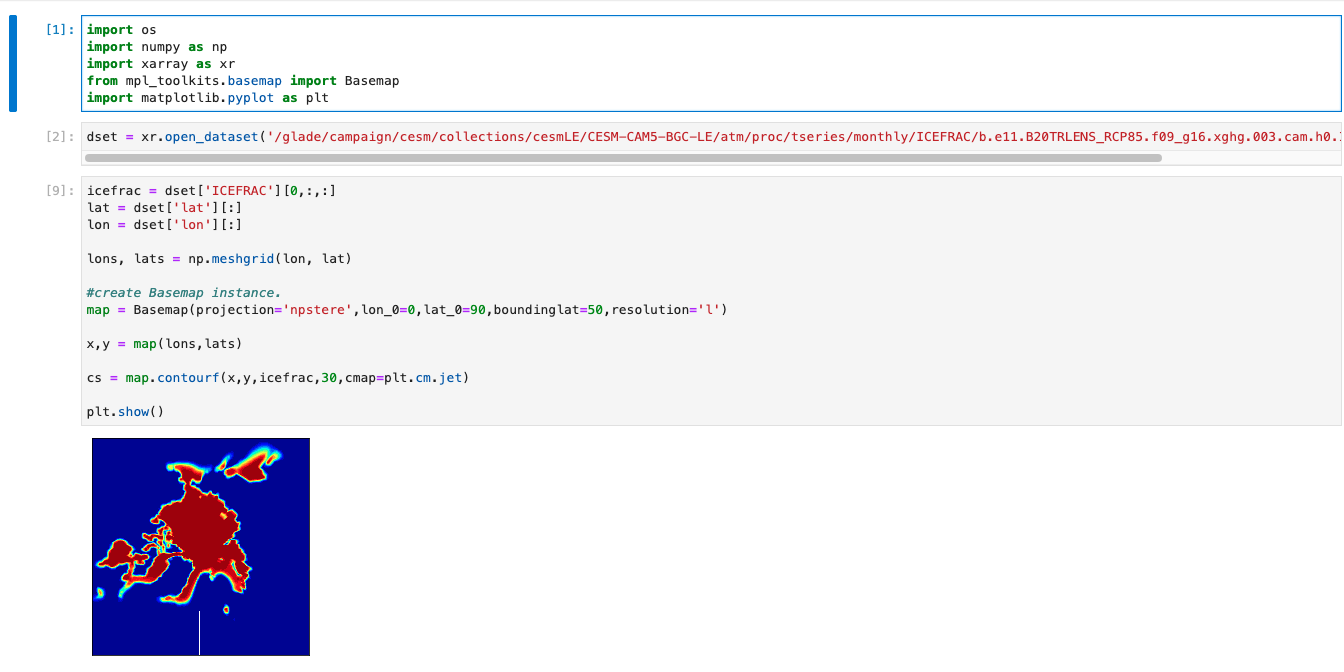 [1]:
import os
import numpy as np
import xarray as xr
from mpl_toolkits.basemap import Basemap
import matplotlib.pyplot as plt
[2]:
dset = xr.open_dataset('/glade/campaign/cesm/collections/cesmLE/CESM-CAM5-BGC-LE/atm/proc/tseries/monthly/ICEFRAC/b.e11.B20TRLENS_RCP85.f09_g16.xghg.003.cam.h0.
[9]:
icefrac = dset['ICEFRAC'][0,:,:]
lat = dset['lat'][:]
lon = dset['lon'][:]
lons, lats = np.meshgrid(lon, lat)
#create Basemap instance.
map = Basemap(projection='npstere',lon_0=0,lat_0=90,boundinglat=50,resolution='l')
x,y = map(lons,lats)
cs = map.contourf(x,y,icefrac,30,cmap=plt.cm.jet)
plt.show()